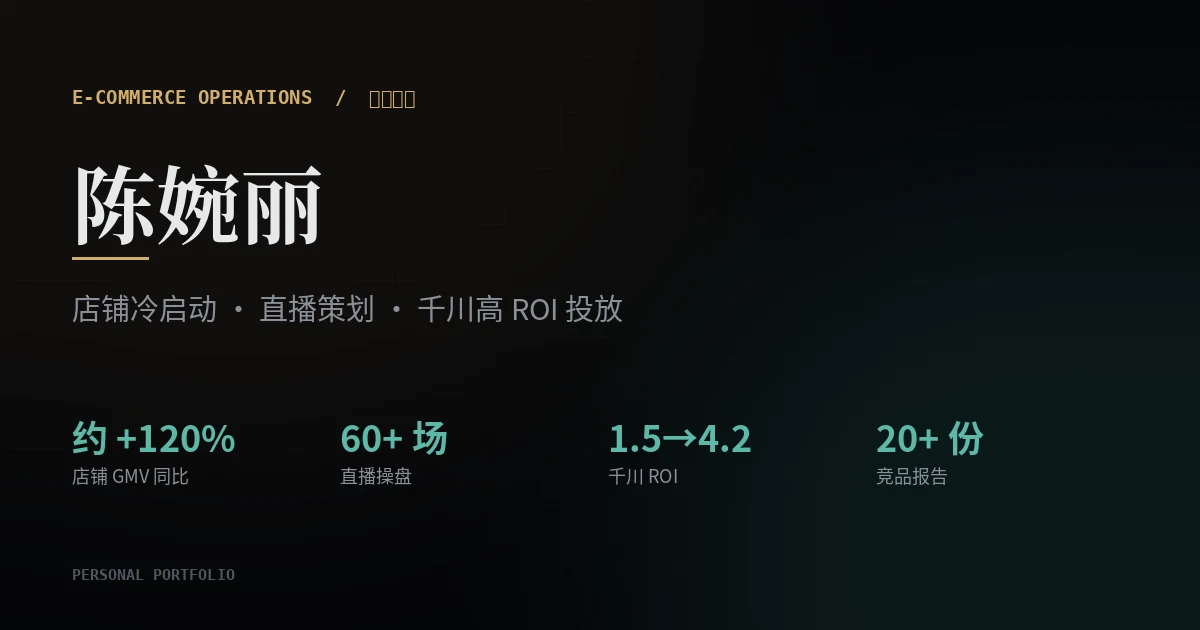 E-COMMERCE OPERATIONS /
陈婉丽
店铺冷启动 · 直播策划 · 千川高 ROI 投放
约 +120%
店铺 GMV 同比
60+ 场
直播操盘
1.5→4.2
千川 ROI
20+ 份
竞品报告
PERSONAL PORTFOLIO